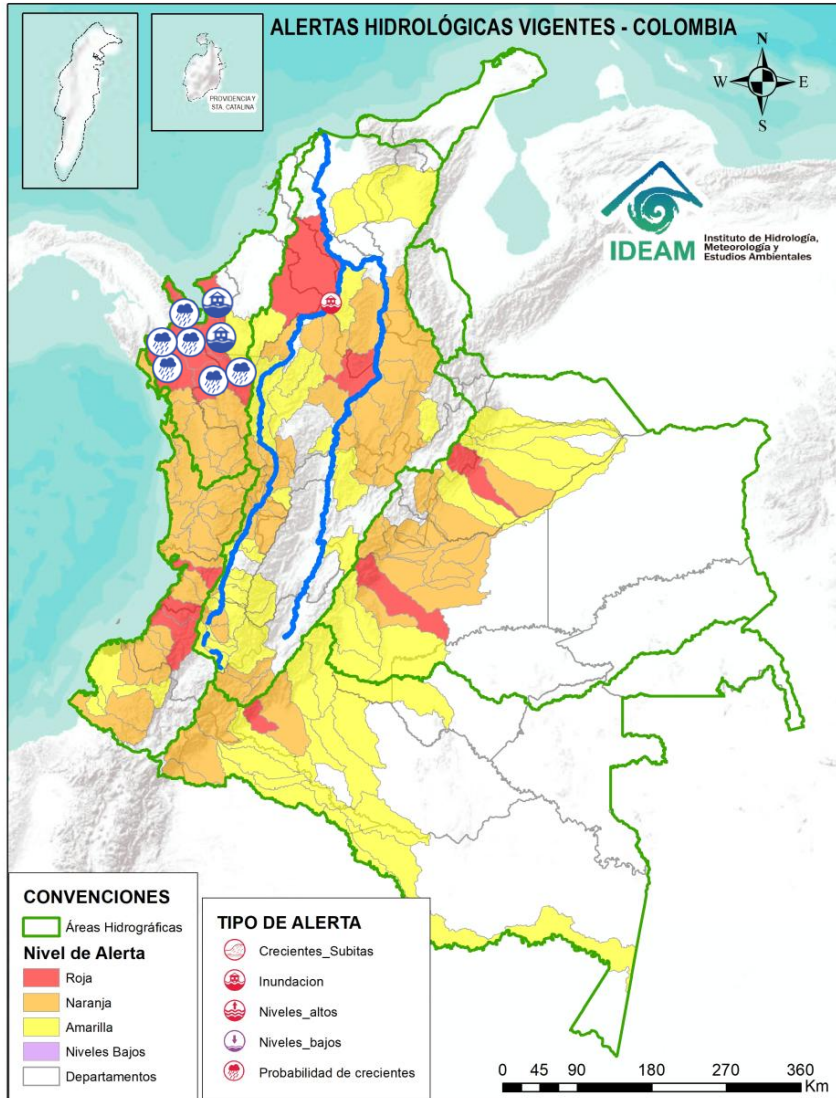 ALERTAS HIDROLÓGICAS VIGENTES - COLOMBIA
PROVIDENCIA Y
STA. CATALINA
N
W
E
S
IDEAM
Instituto de Hidrología,
Meteorología y
Estudios Ambientales
CONVENCIONES
Áreas Hidrográficas
Nivel de Alerta
Roja
Naranja
Amarilla
Niveles Bajos
Departamentos
TIPO DE ALERTA
Crecientes_Subitas
Inundacion
Niveles_altos
Niveles_bajos
Probabilidad de crecientes
0 45 90 180 270 360
Km